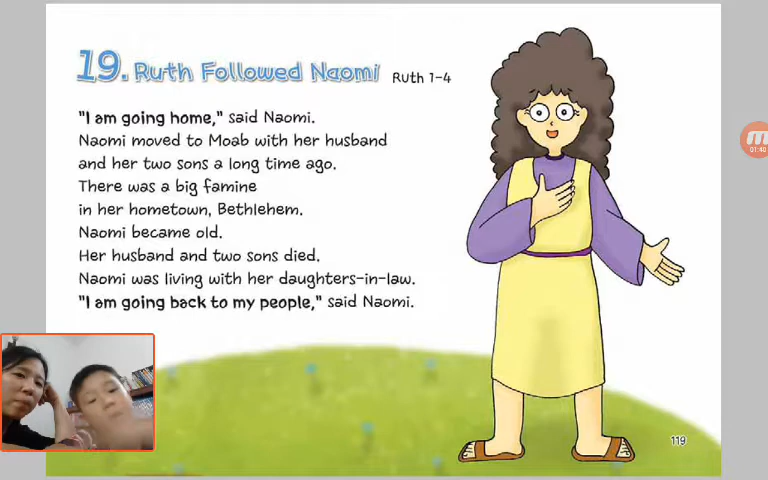 19. Ruth Followed Naomi Ruth 1-4
"I am going home," said Naomi.
Naomi moved to Moab with her husband
and her two sons a long time ago.
There was a big famine
in her hometown, Bethlehem.
Naomi became old.
Her husband and two sons died.
Naomi was living with her daughters-in-law.
"I am going back to my people," said Naomi.
119
01:40